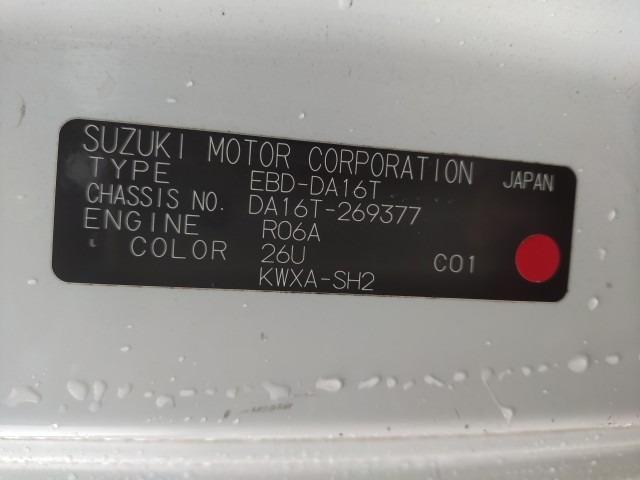 SUZUKI MOTOR CORPORATION JAPAN
TYPE EBD-DA16T
CHASSIS NO. DA16T-269377
ENGINE R06A
COLOR 26U C01
KWXA-SH2